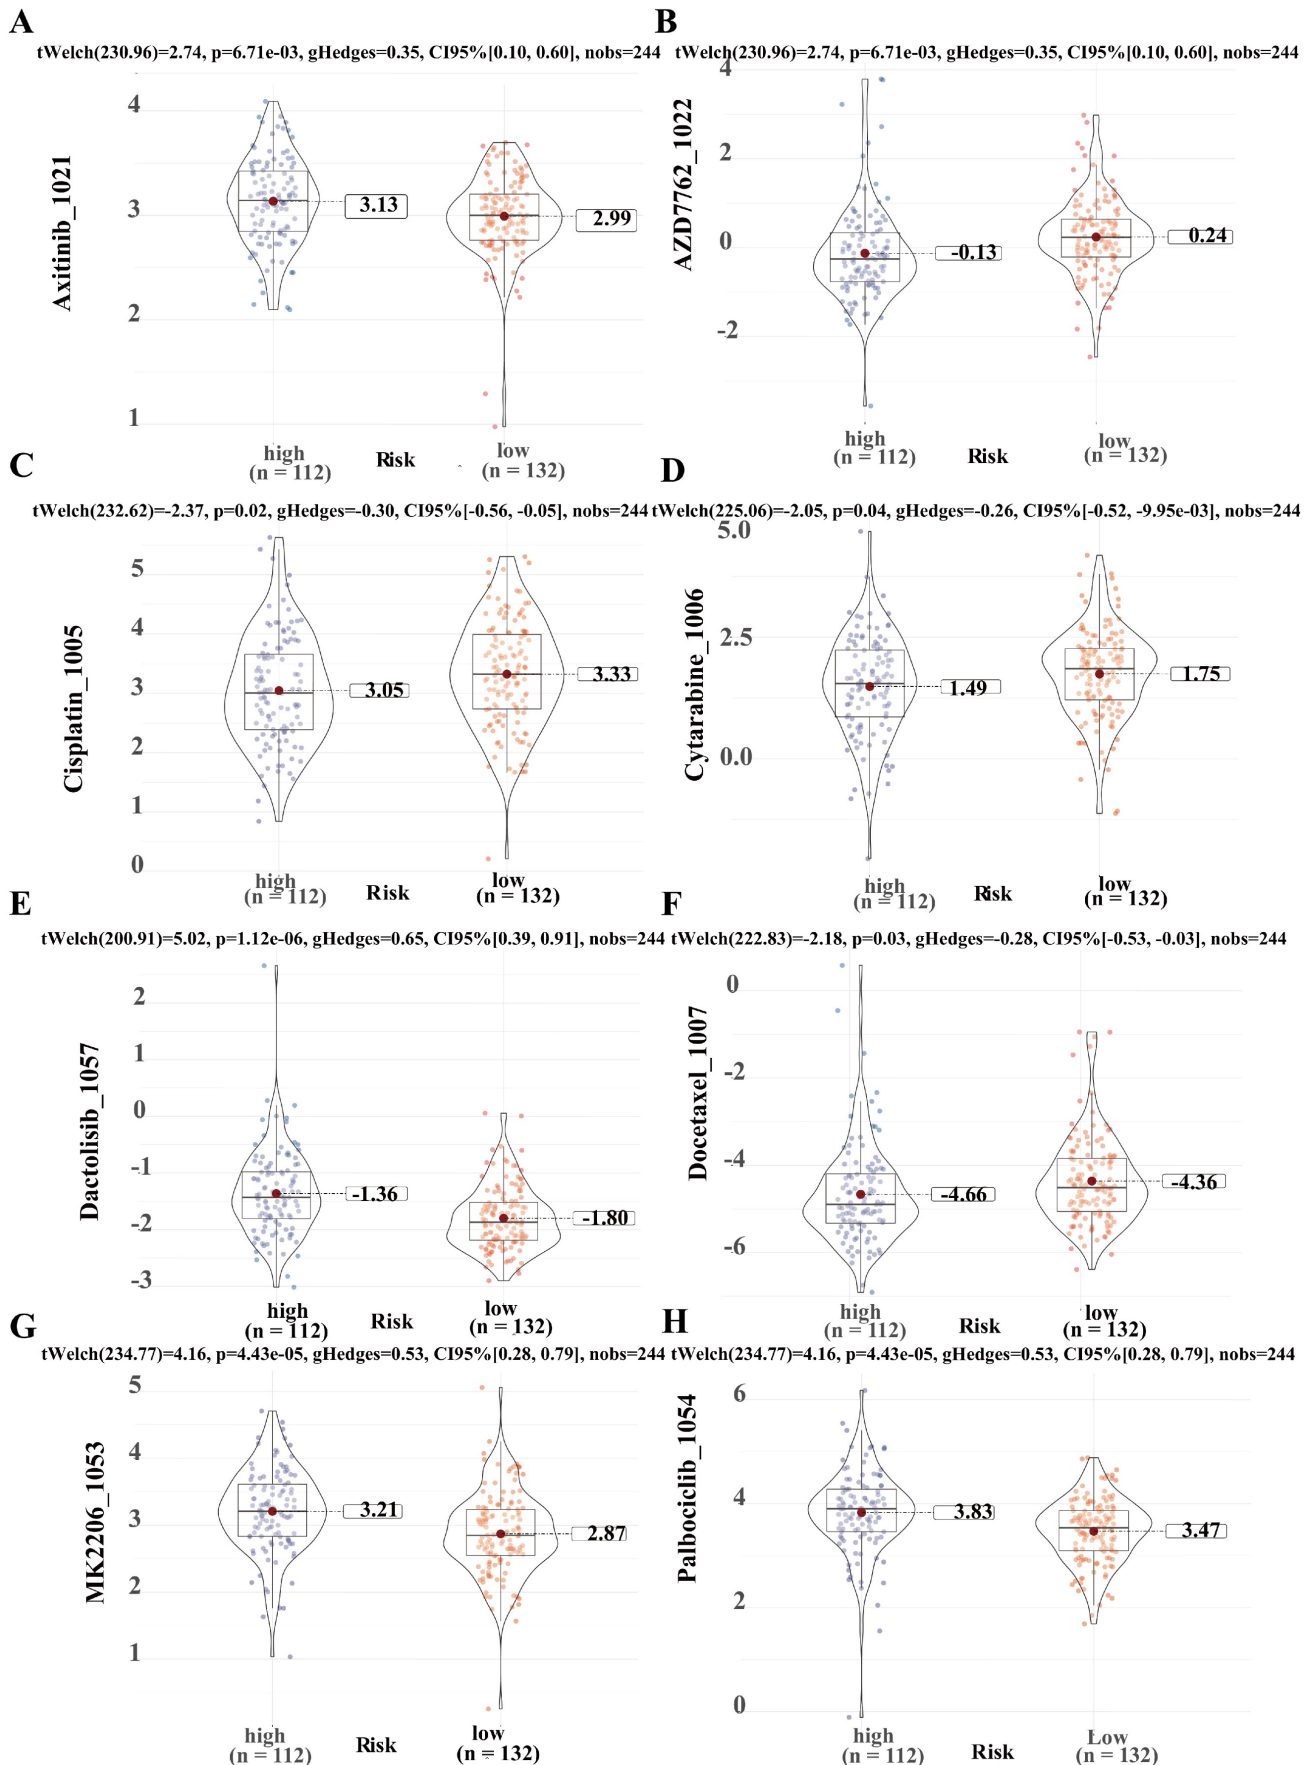 A
tWelch(230.96)=2.74, p=6.71e-03, gHedges=0.35, CI95%[0.10, 0.60], nobs=244
Axitinib_1021
4
3
2
1
3.13
2.99
high
(n = 112)
Risk
low
(n = 132)
B
tWelch(230.96)=2.74, p=6.71e-03, gHedges=0.35, CI95%[0.10, 0.60], nobs=244
AZD7762_1022
4
2
0
-2
-0.13
0.24
high
(n = 112)
Risk
low
(n = 132)
C
tWelch(232.62)=-2.37, p=0.02, gHedges=-0.30, CI95%[-0.56, -0.05], nobs=244
Cisplatin_1005
5
4
3
2
1
0
3.05
3.33
high
(n = 112)
Risk
low
(n = 132)
D
tWelch(225.06)=-2.05, p=0.04, gHedges=-0.26, CI95%[-0.52, -9.95e-03], nobs=244
Cytarabine_1006
5.0
2.5
0.0
1.49
1.75
high
(n = 112)
Risk
low
(n = 132)
E
tWelch(200.91)=5.02, p=1.12e-06, gHedges=0.65, CI95%[0.39, 0.91], nobs=244
Dactolisib_1057
2
1
0
-1
-2
-3
-1.36
-1.80
high
(n = 112)
Risk
low
(n = 132)
F
tWelch(222.83)=-2.18, p=0.03, gHedges=-0.28, CI95%[-0.53, -0.03], nobs=244
Docetaxel_1007
0
-2
-4
-6
-4.66
-4.36
high
(n = 112)
Risk
low
(n = 132)
G
tWelch(234.77)=4.16, p=4.43e-05, gHedges=0.53, CI95%[0.28, 0.79], nobs=244
MK2206_1053
5
4
3
2
1
3.21
2.87
high
(n = 112)
Risk
low
(n = 132)
H
tWelch(234.77)=4.16, p=4.43e-05, gHedges=0.53, CI95%[0.28, 0.79], nobs=244
Palbociclib_1054
6
4
2
0
3.83
3.47
high
(n = 112)
Risk
Low
(n = 132)